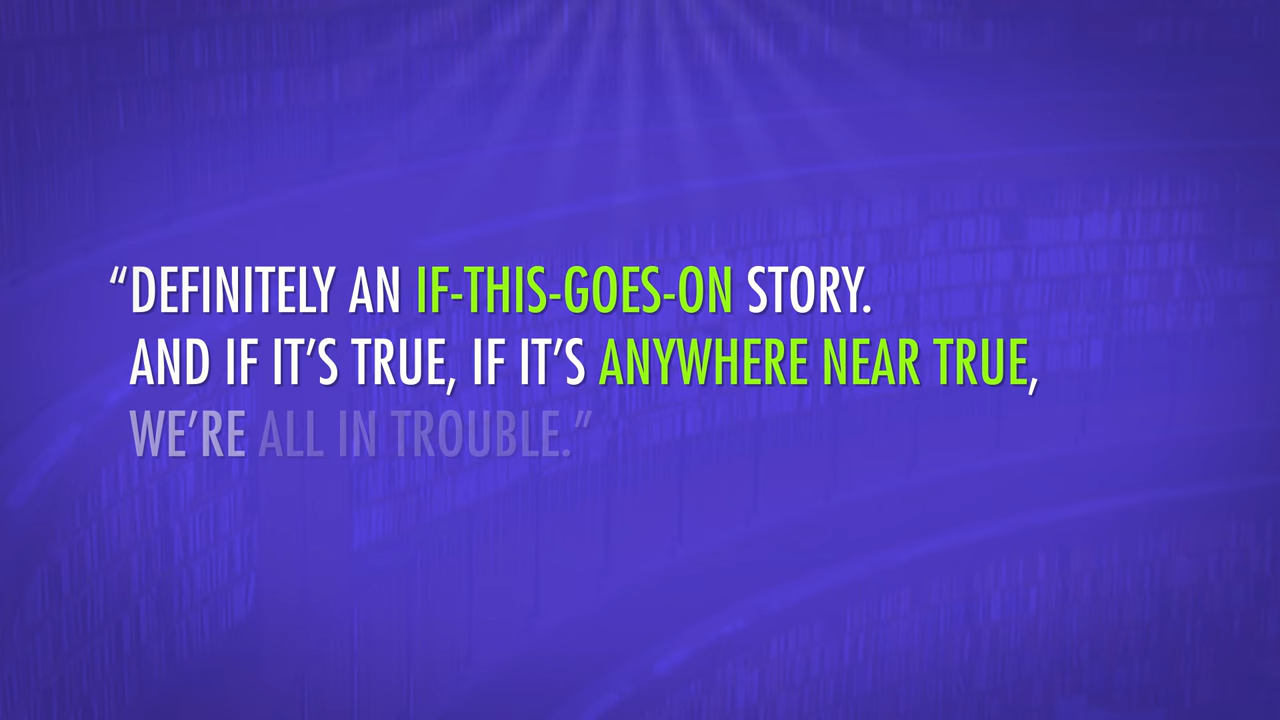 “DEFINITELY AN IF-THIS-GOES-ON STORY.
AND IF IT’S TRUE, IF IT’S ANYWHERE NEAR TRUE,
WE’RE ALL IN TROUBLE.”